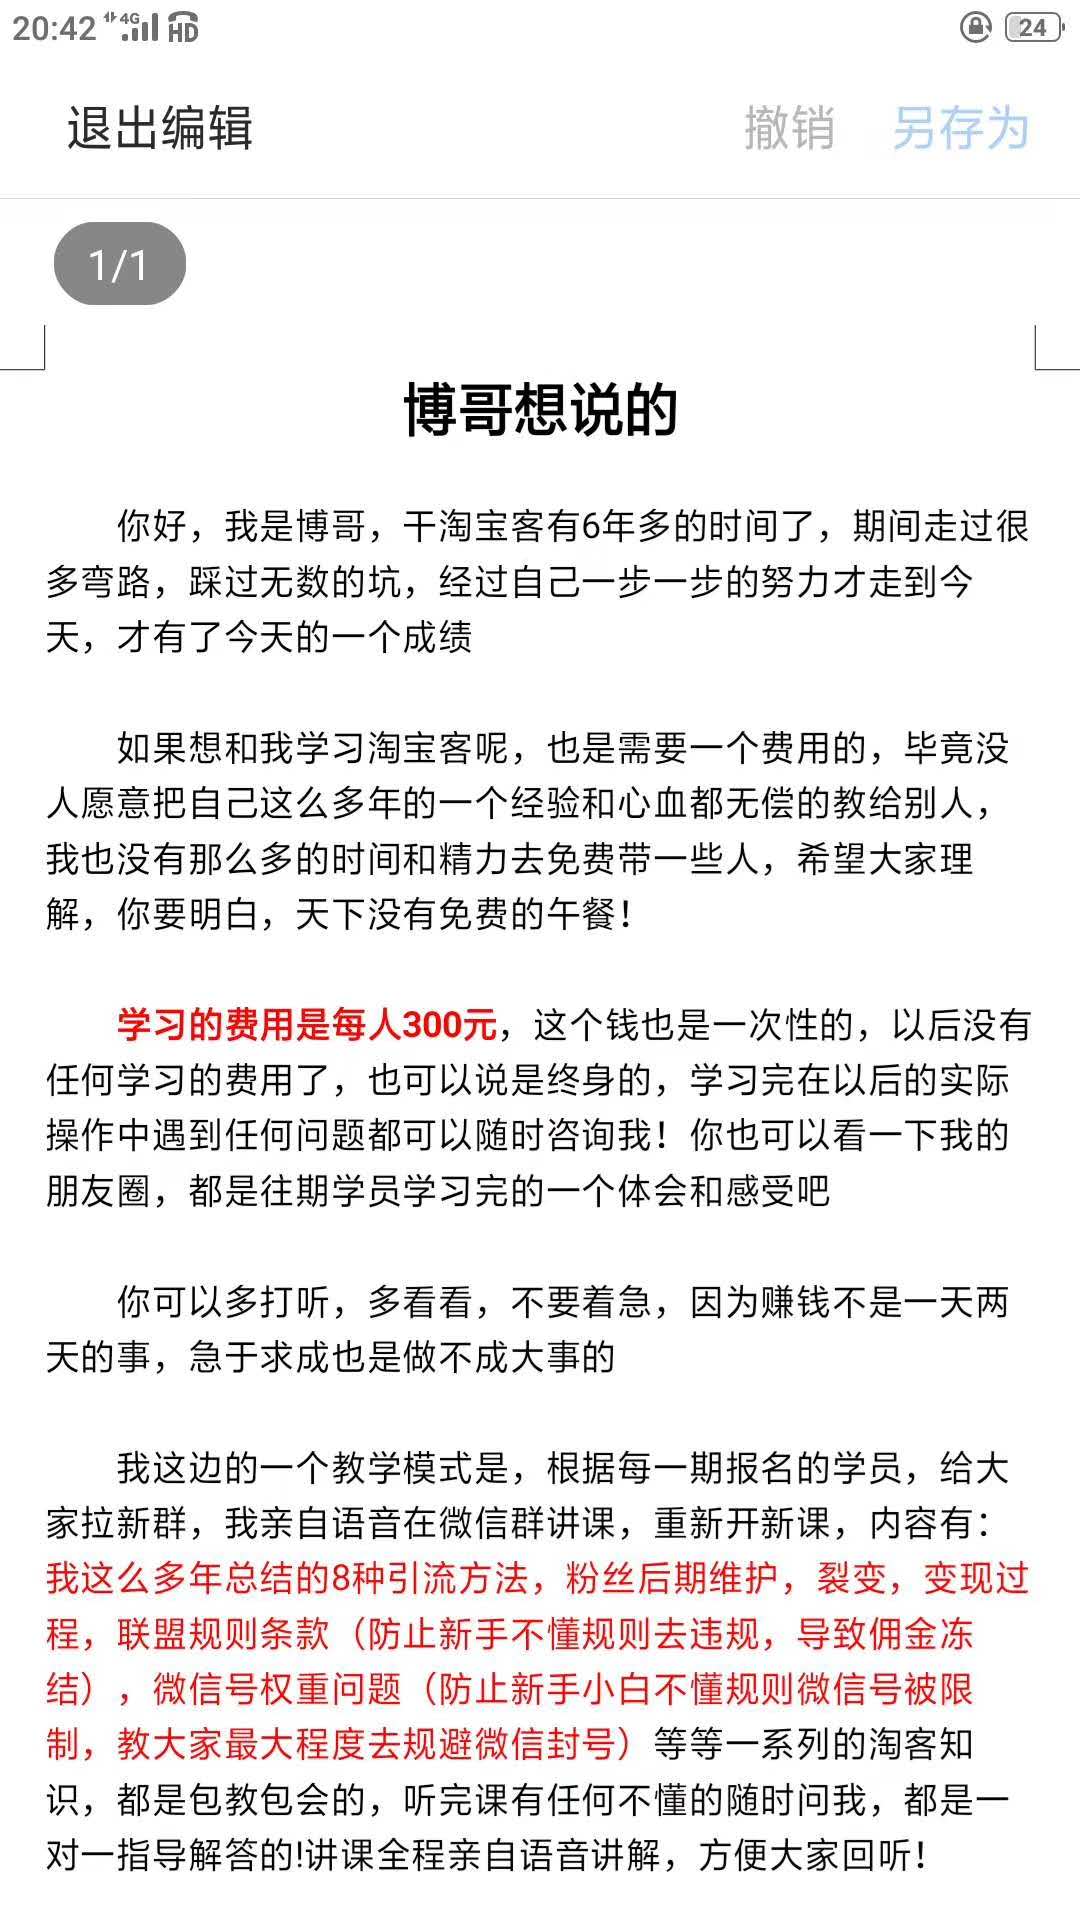 20:42 4G HD 24
退出编辑 撤销 另存为
1/1
博哥想说的
你好，我是博哥，干淘宝客有6年多的时间了，期间走过很
多弯路，踩过无数的坑，经过自己一步一步的努力才走到今
天，才有了今天的一个成绩
如果想和我学习淘宝客呢，也是需要一个费用的，毕竟没
人愿意把自己这么多年的一个经验和心血都无偿的教给别人，
我也没有那么多的时间和精力去免费带一些人，希望大家理
解，你要明白，天下没有免费的午餐！
学习的费用是每人300元，这个钱也是一次性的，以后没有
任何学习的费用了，也可以说是终身的，学习完在以后的实际
操作中遇到任何问题都可以随时咨询我！你也可以看一下我的
朋友圈，都是往期学员学习完的一个体会和感受吧
你可以多打听，多看看，不要着急，因为赚钱不是一天两
天的事，急于求成也是做不成大事的
我这边的一个教学模式是，根据每一期报名的学员，给大
家拉新群，我亲自语音在微信群讲课，重新开新课，内容有：
我这么多年总结的8种引流方法，粉丝后期维护，裂变，变现过
程，联盟规则条款（防止新手不懂规则去违规，导致佣金冻
结），微信号权重问题（防止新手小白不懂规则微信号被限
制，教大家最大程度去规避微信封号）等等一系列的淘客知
识，都是包教包会的，听完课有任何不懂的随时问我，都是一
对一指导解答的!讲课全程亲自语音讲解，方便大家回听！